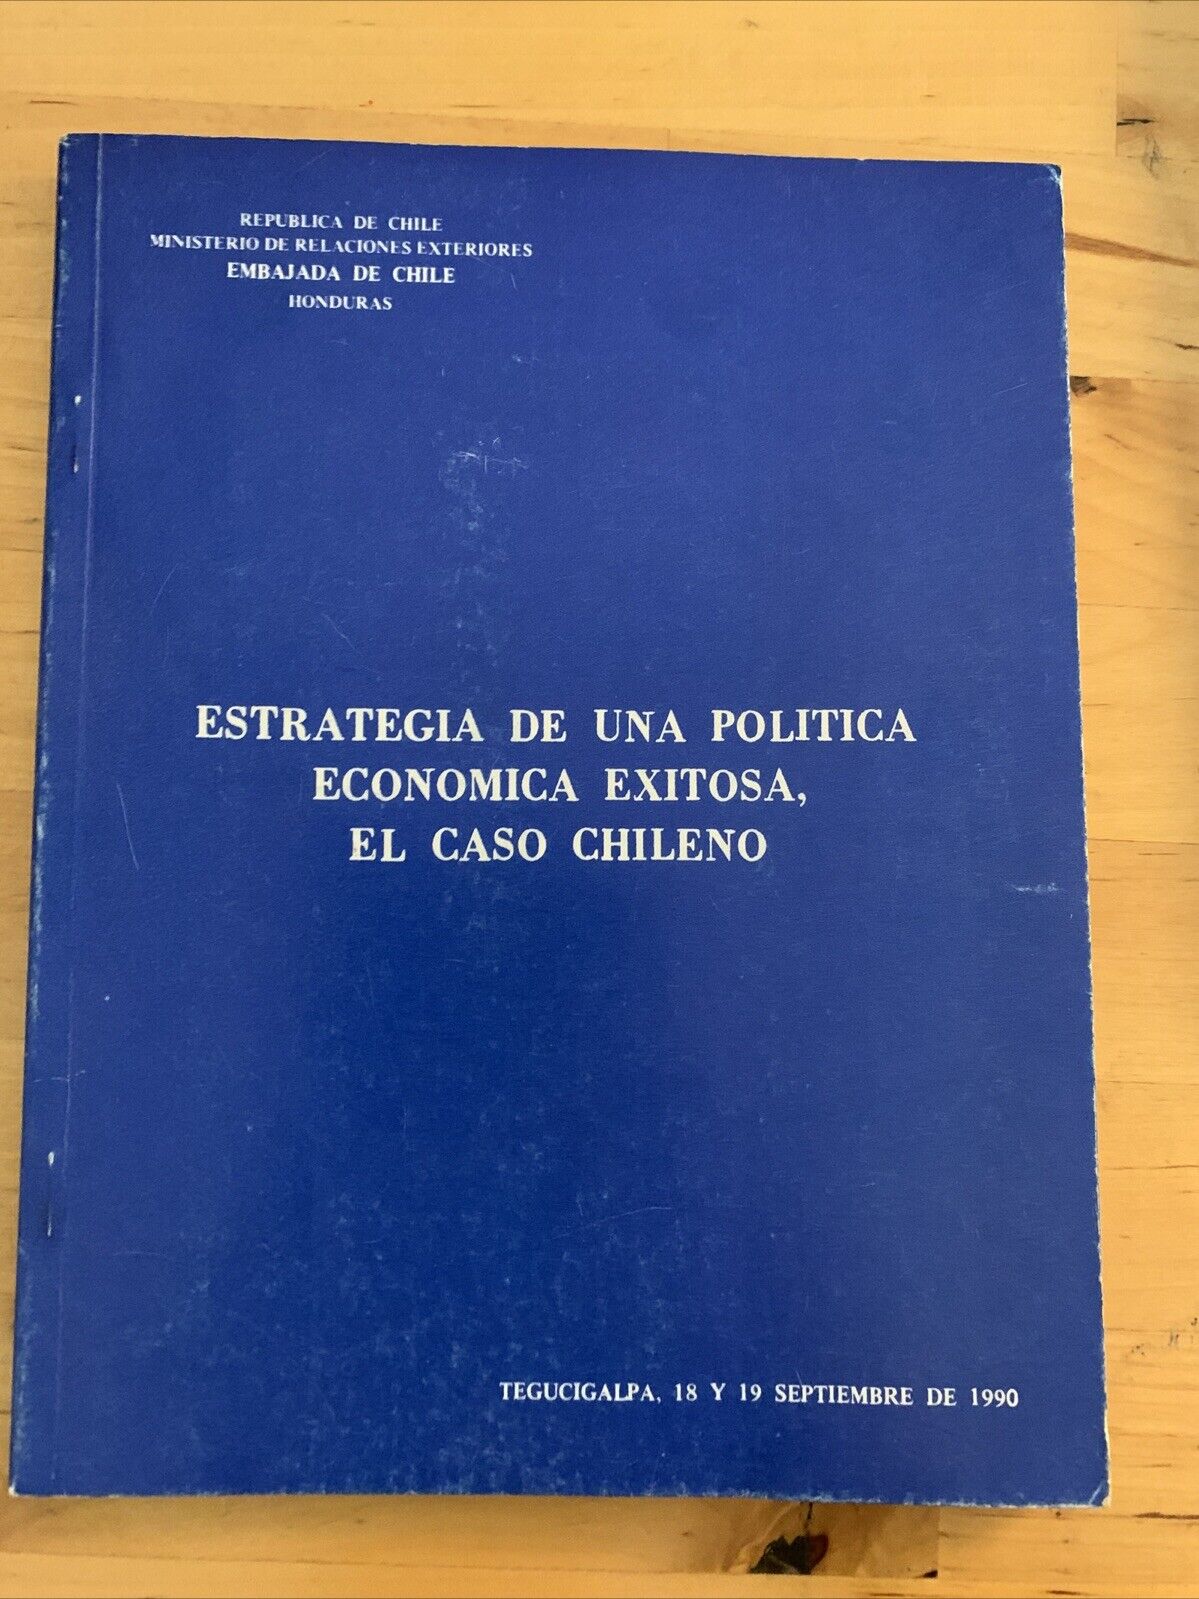 REPUBLICA DE CHILE
MINISTERIO DE RELACIONES EXTERIORES
EMBAJADA DE CHILE
HONDURAS
ESTRATEGIA DE UNA POLITICA
ECONOMICA EXITOSA,
EL CASO CHILENO
TEGUCIGALPA, 18 Y 19 SEPTIEMBRE DE 1990